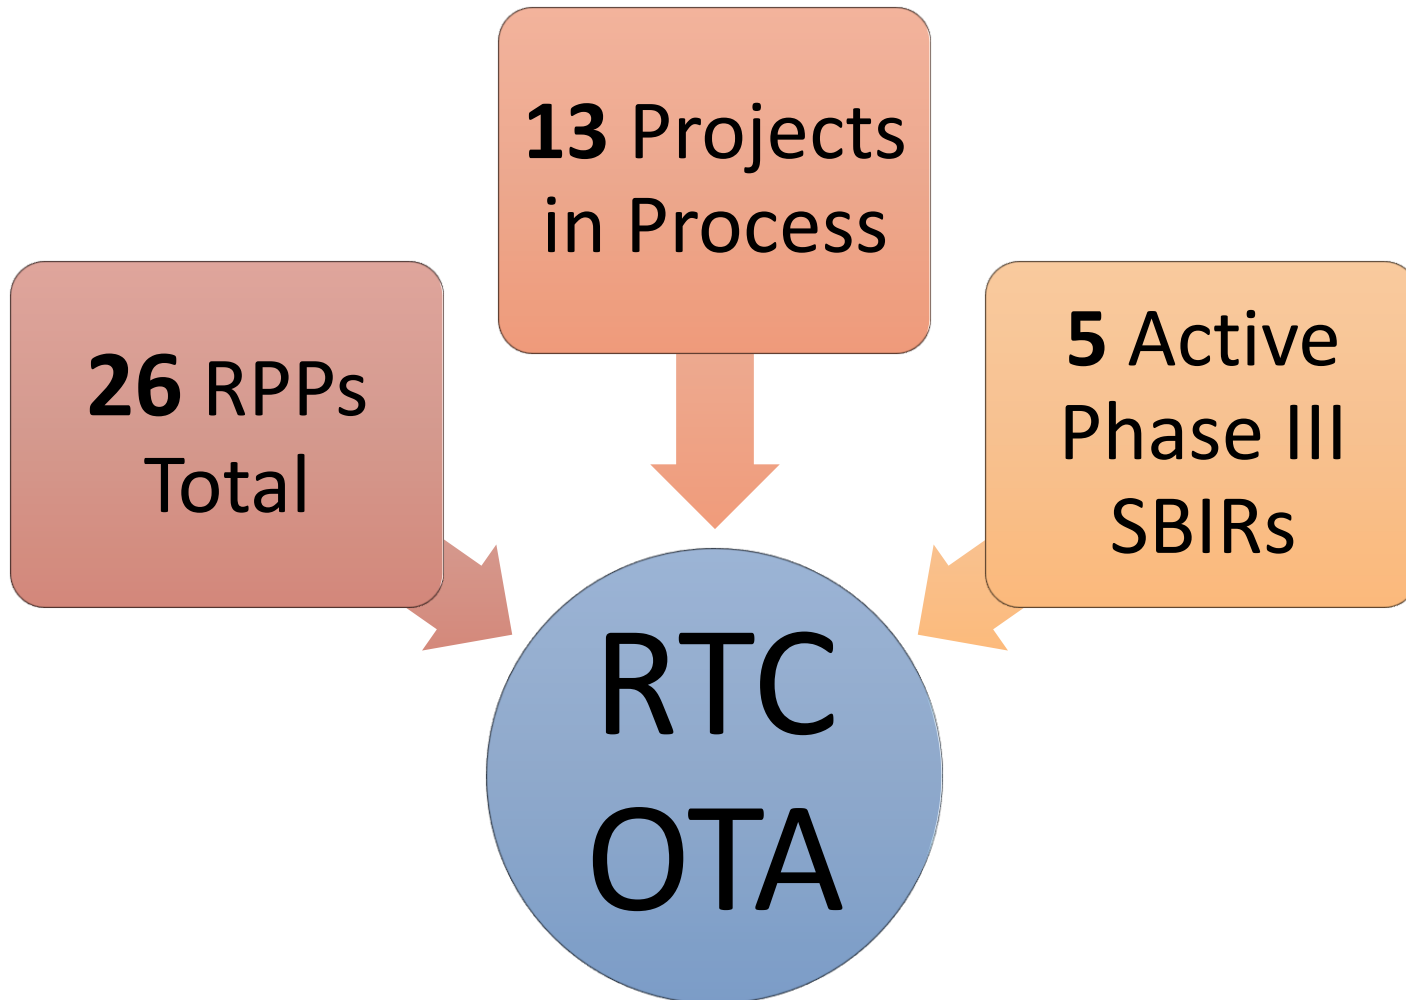 26 RPPs
Total
13 Projects
in Process
5 Active
Phase III
SBIRs
RTC
OTA